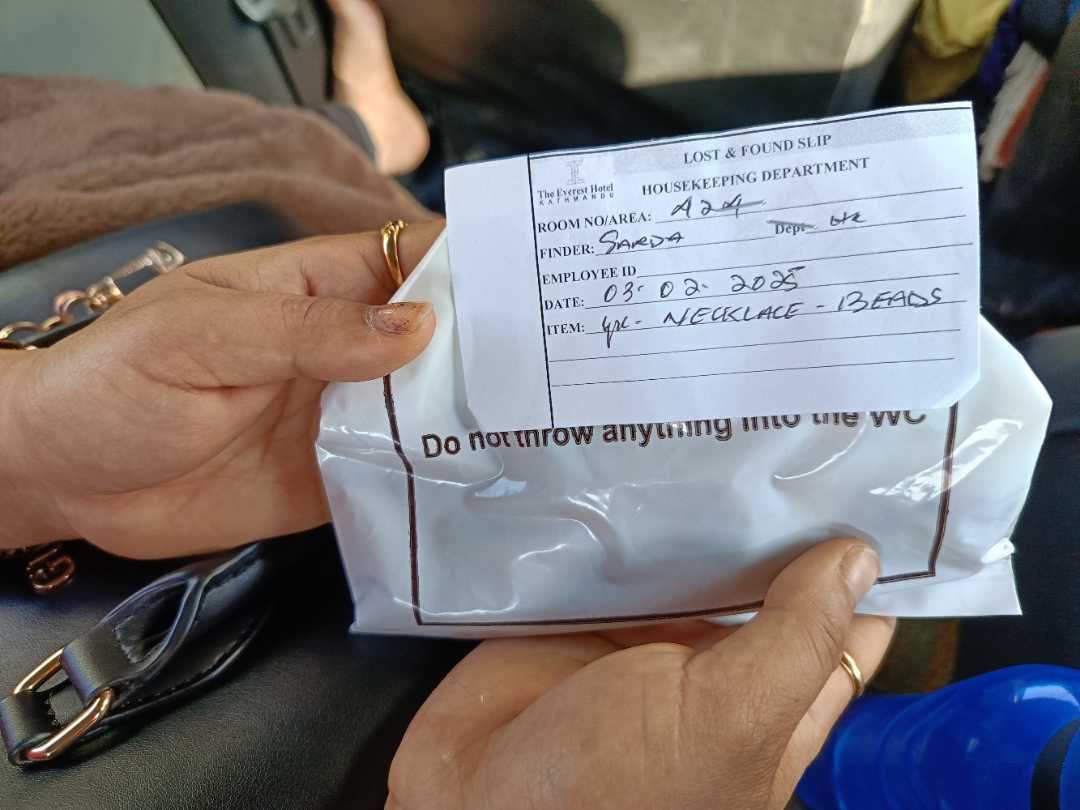 LOST & FOUND SLIP
The Everest Hotel
KATHMANDU
HOUSEKEEPING DEPARTMENT
ROOM NO/AREA: 424
FINDER: SARDA Dept HK
EMPLOYEE ID
DATE: 03-02-2025
ITEM: NECKLACE - BEADS
Do not throw anything into the WC